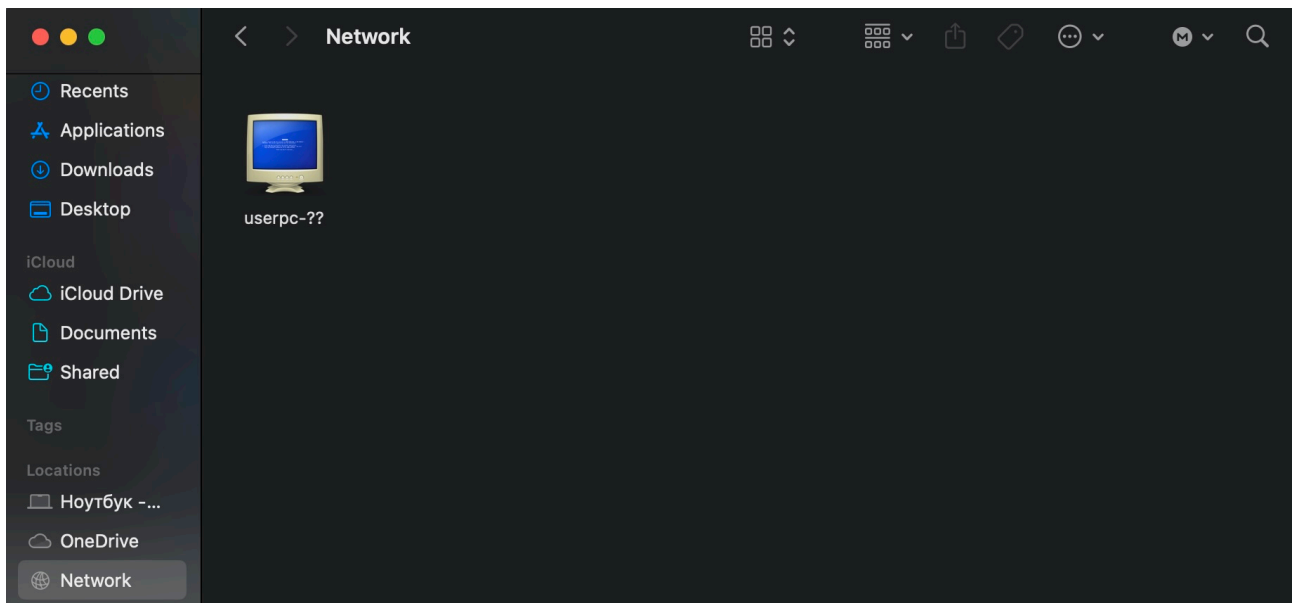 Network
Recents
Applications
Downloads
Desktop
iCloud
iCloud Drive
Documents
Shared
Tags
Locations
Ноутбук -...
OneDrive
Network
userpc-??